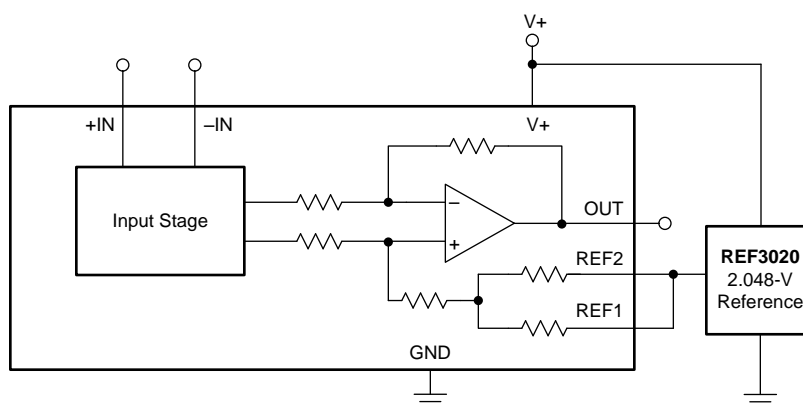 V+
+IN
–IN
V+
Input Stage
–
+
OUT
REF2
REF1
GND
REF3020
2.048-V
Reference